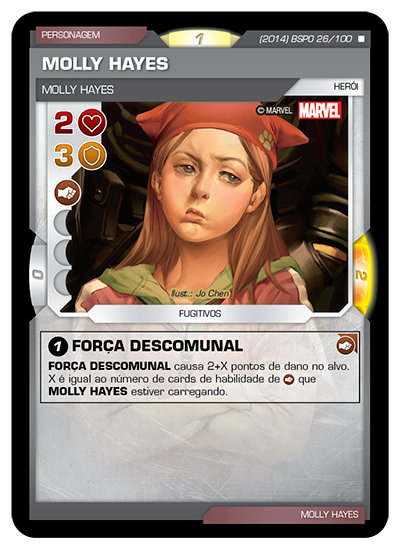 PERSONAGEM
1
(2014) BSP0 26/100
MOLLY HAYES
MOLLY HAYES
HERÓI
2
© MARVEL MARVEL
3
0
2
Illust.: Jo Chen
FUGITIVOS
1 FORÇA DESCOMUNAL
FORÇA DESCOMUNAL causa 2+X pontos de dano no alvo.
X é igual ao número de cards de habilidade de que
MOLLY HAYES estiver carregando.
MOLLY HAYES